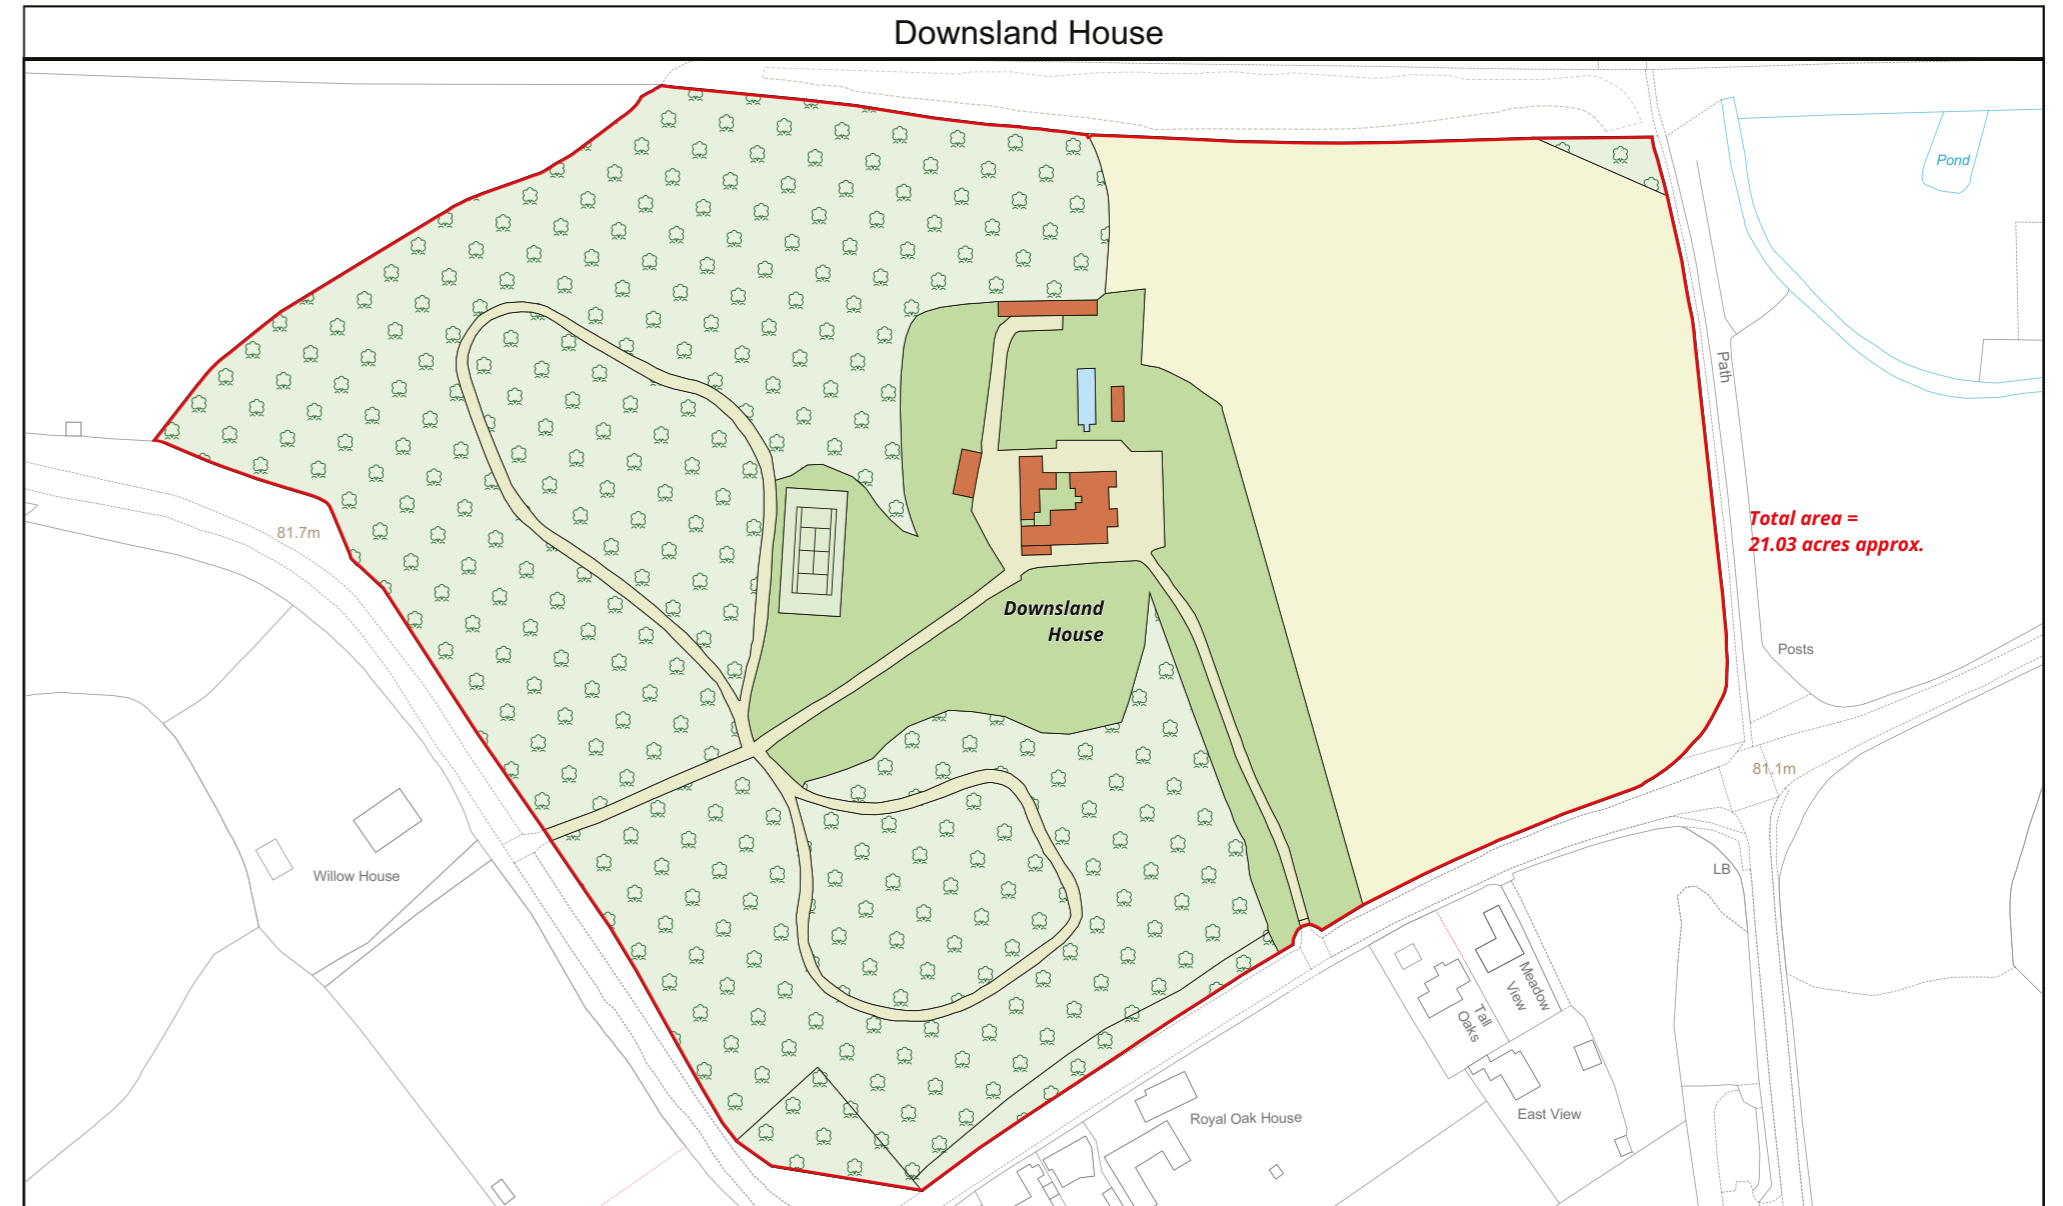 Downsland House
Pond
Path
Total area =
21.03 acres approx.
81.7m
Downsland
House
Posts
81.1m
LB
Willow House
Meadow
View
Tall
Oaks
Royal Oak House
East View